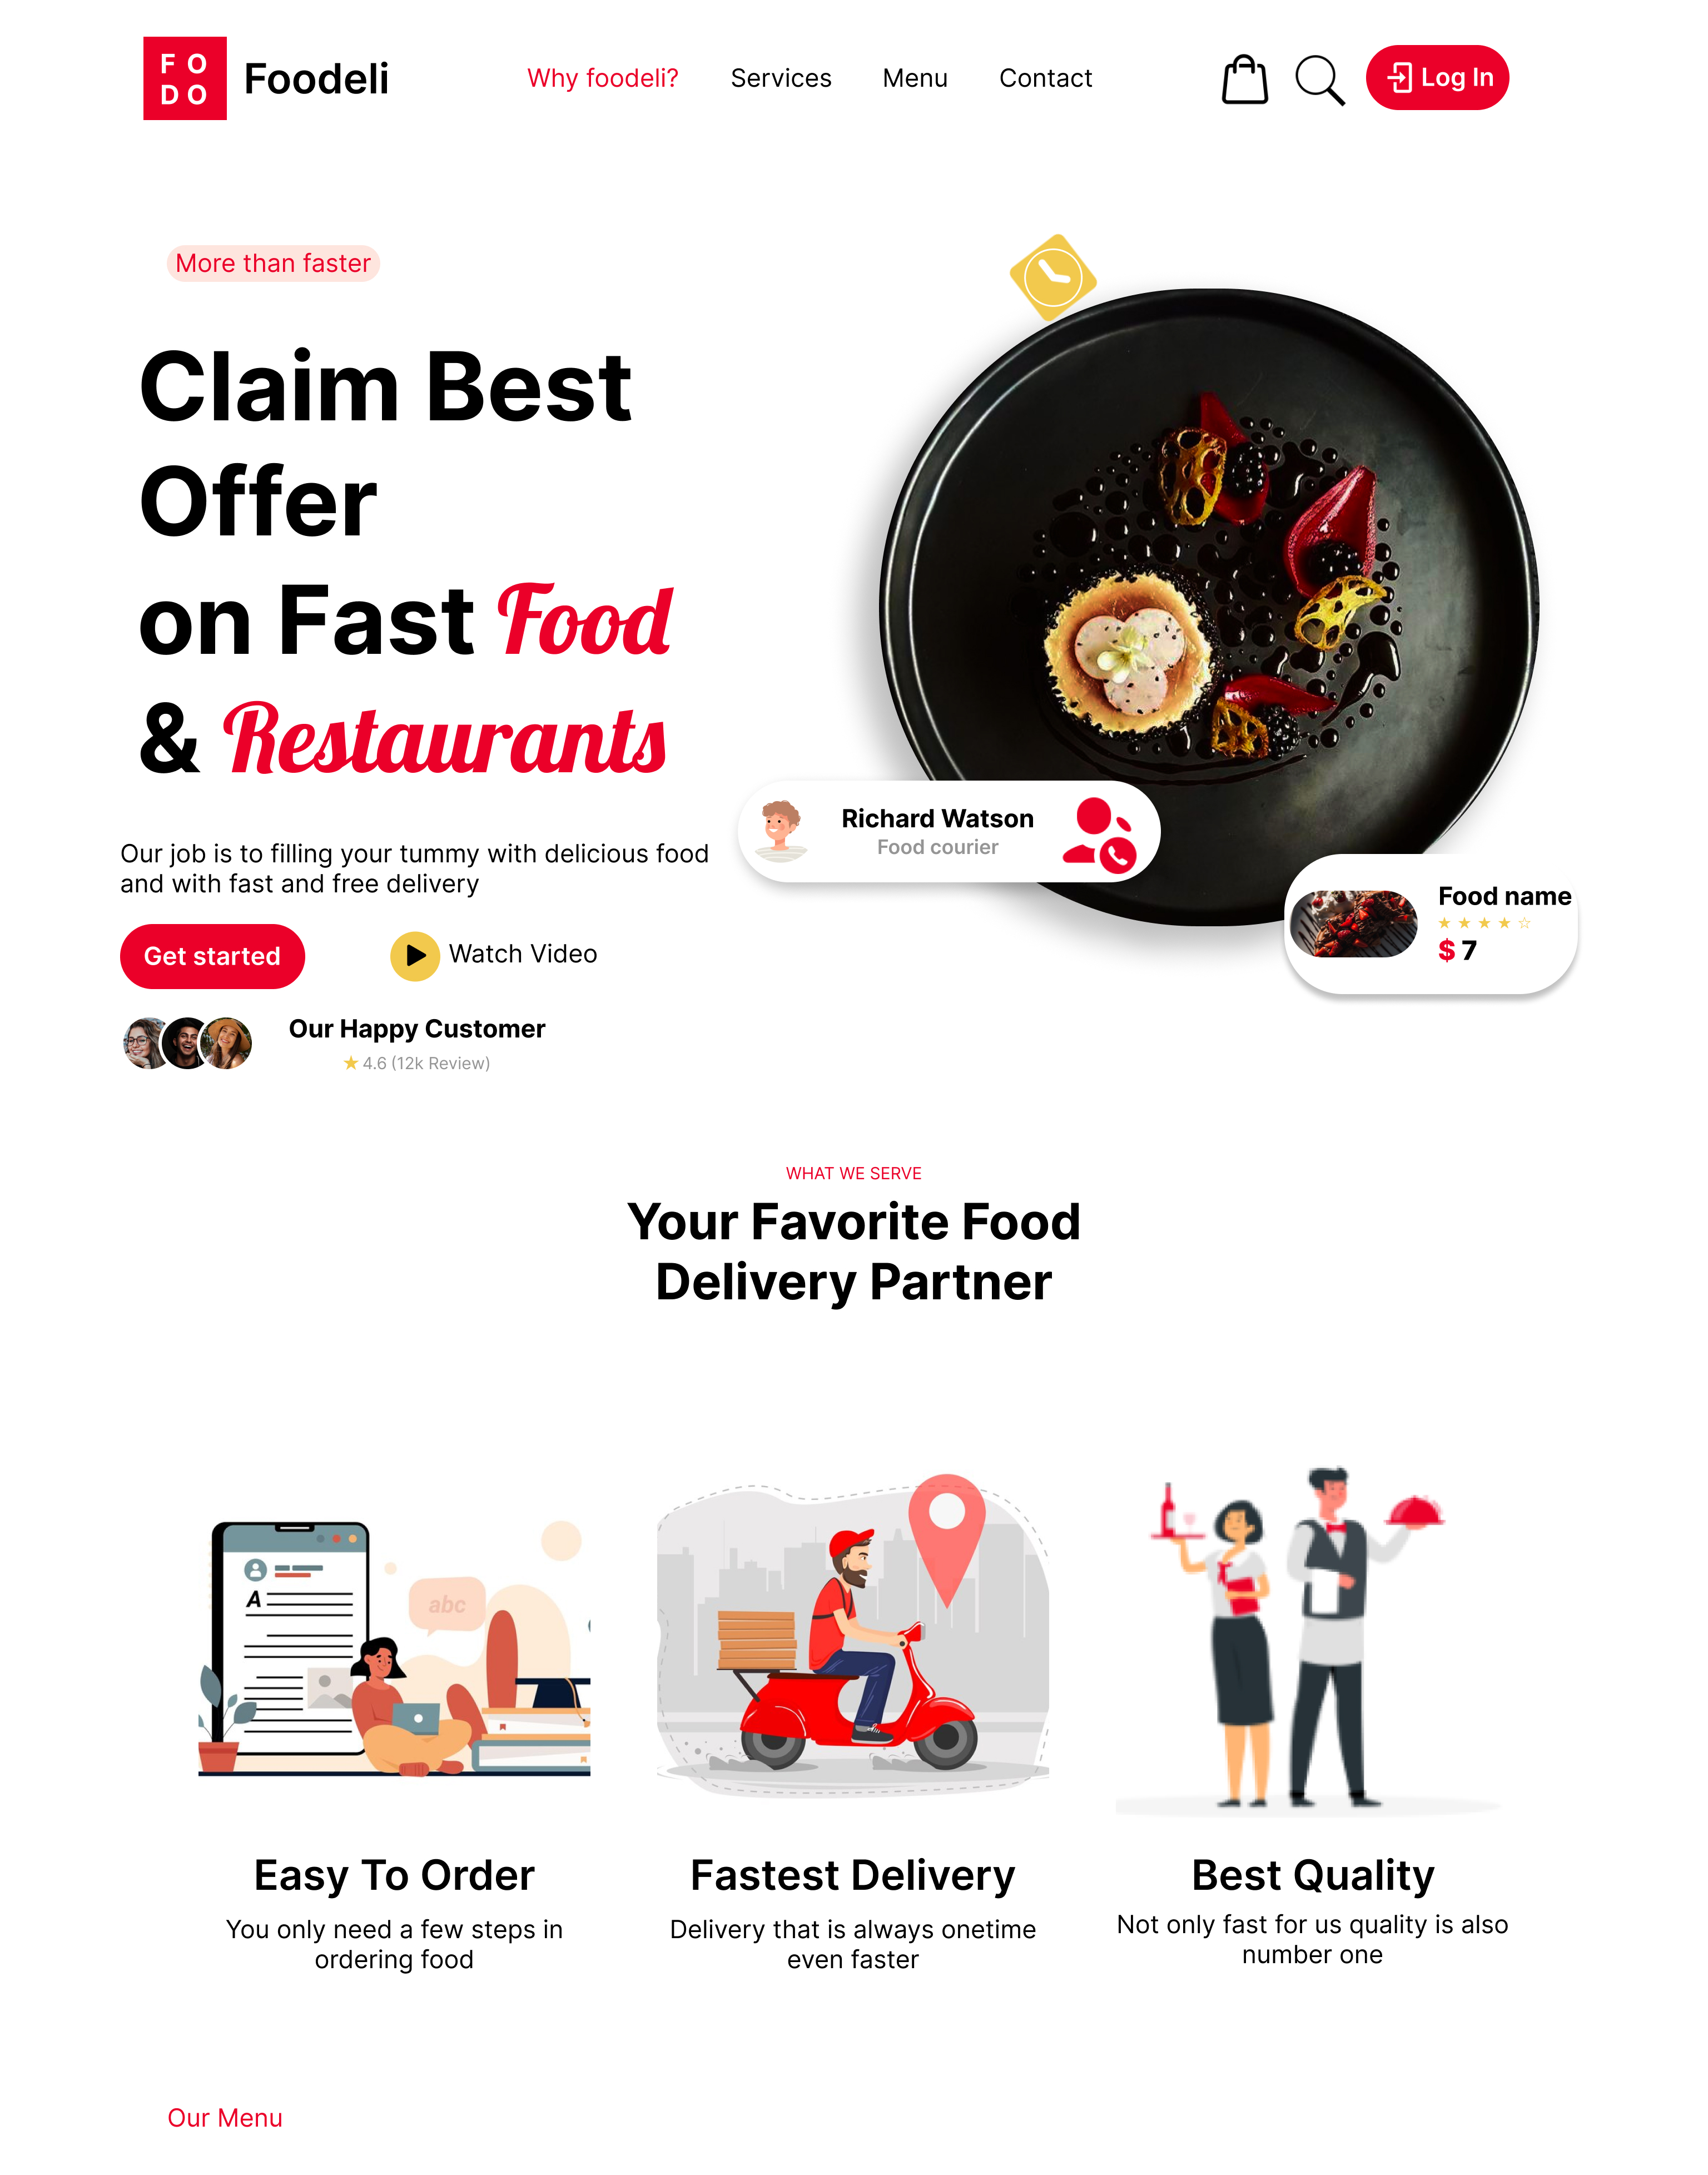 F O
D O
Foodeli
Why foodeli?
Services
Menu
Contact
Log In
More than faster
Claim Best
Offer
on Fast Food
& Restaurants
Our job is to filling your tummy with delicious food
and with fast and free delivery
Get started
Watch Video
Our Happy Customer
★ 4.6 (12k Review)
Richard Watson
Food courier
Food name
★ ★ ★ ★ ☆
$ 7
WHAT WE SERVE
Your Favorite Food
Delivery Partner
A
abc
Easy To Order
You only need a few steps in
ordering food
Fastest Delivery
Delivery that is always onetime
even faster
Best Quality
Not only fast for us quality is also
number one
Our Menu